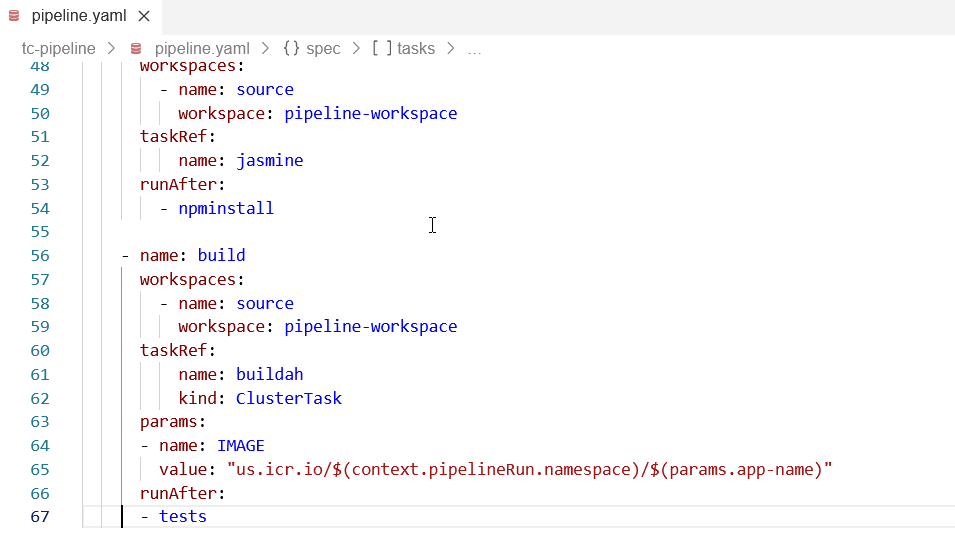 pipeline.yaml
tc-pipeline > pipeline.yaml > {} spec > [ ] tasks > ...
48 workspaces:
49 - name: source
50 workspace: pipeline-workspace
51 taskRef:
52 name: jasmine
53 runAfter:
54 - npminstall
55
56 - name: build
57 workspaces:
58 - name: source
59 workspace: pipeline-workspace
60 taskRef:
61 name: buildah
62 kind: ClusterTask
63 params:
64 - name: IMAGE
65 value: "us.icr.io/$(context.pipelineRun.namespace)/$(params.app-name)"
66 runAfter:
67 - tests